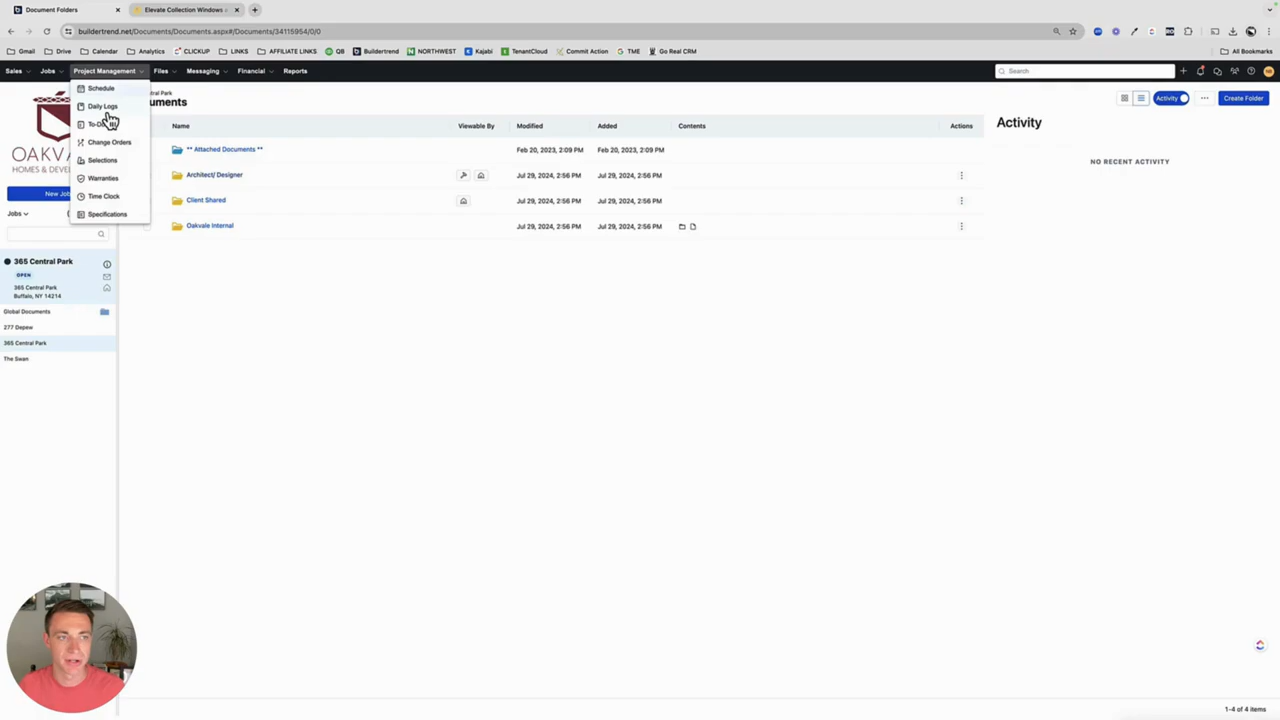 Document Folders
Elevate Collection Windows a
buildertrend.net/Documents/Documents.aspx#/Documents/34115954/0/0
Gmail Drive Calendar Analytics CLICKUP LINKS AFFILIATE LINKS QB Buildertrend NORTHWEST Kajabi TenantCloud Commit Action TME Go Real CRM All Bookmarks
Sales Jobs Project Management Files Messaging Financial Reports Search
Schedule
Daily Logs
Change Orders
Selections
Warranties
Time Clock
Specifications
OAKVA
HOMES & DEVEL
New Job
Jobs
365 Central Park
OPEN
365 Central Park
Buffalo, NY 14214
Global Documents
277 Depew
365 Central Park
The Swan
ral Park
uments
Activity
Create Folder
Name Viewable By Modified Added Contents Actions
** Attached Documents ** Feb 20, 2023, 2:09 PM Feb 20, 2023, 2:09 PM
Architect/ Designer Jul 29, 2024, 2:56 PM Jul 29, 2024, 2:56 PM
Client Shared Jul 29, 2024, 2:56 PM Jul 29, 2024, 2:56 PM
Oakvale Internal Jul 29, 2024, 2:56 PM Jul 29, 2024, 2:56 PM
Activity
NO RECENT ACTIVITY
1-4 of 4 items